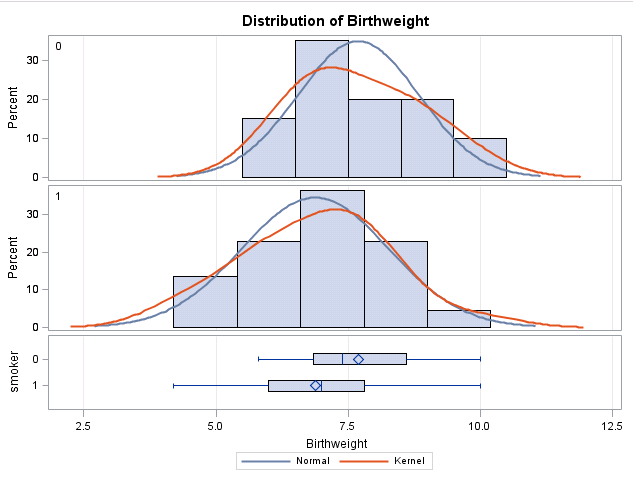 Distribution of Birthweight
0
30
20
10
0
Percent
1
30
20
10
0
Percent
0
1
smoker
2.5 5.0 7.5 10.0 12.5
Birthweight
Normal Kernel